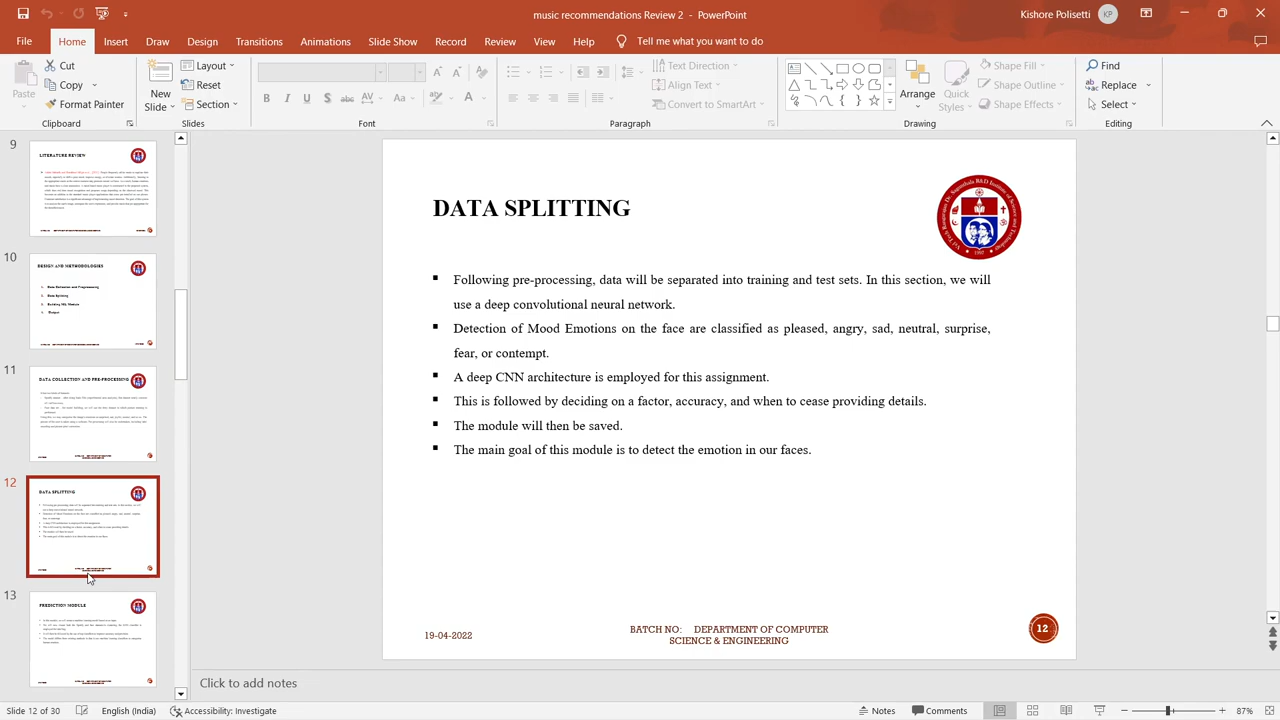 music recommendation 2 - PowerPoint
Kishore Polisetti KP
File Home Insert Draw Design Transitions Animations Slide Show Record Review View Help Tell me what you want to do
Cut
Copy
Format Painter
Paste
Clipboard
New
Slide
Layout
Reset
Section
Slides
Font
Text Direction
Align Text
Convert to SmartArt
Paragraph
Arrange
Quick
Styles
Shape Fill
Shape Effects
Drawing
Find
Replace
Select
Editing
9
LITERATURE REVIEW
10
DESIGN AND METHODOLOGIES
11
DATA COLLECTION AND PRE-PROCESSING
12
DATA SPLITTING
13
PREDICTION MODULE
DATA SPLITTING
Following pre-processing, data will be separated into training and test sets. In this section, we will
use a deep convolutional neural network.
Detection of Mood Emotions on the face are classified as pleased, angry, sad, neutral, surprise,
fear, or contempt.
A deep CNN architecture is employed for this assignment.
This followed by deciding on a factor, accuracy, and when to cease providing details.
The model will then be saved.
The main goal of this module is to detect the emotion in our faces.
BATCH NO: DEPARTMENT OF COMPUTER
SCIENCE & ENGINEERING
12
Click to add notes
Slide 12 of 30 English (India) Accessibility: Investigate Notes Comments 87%